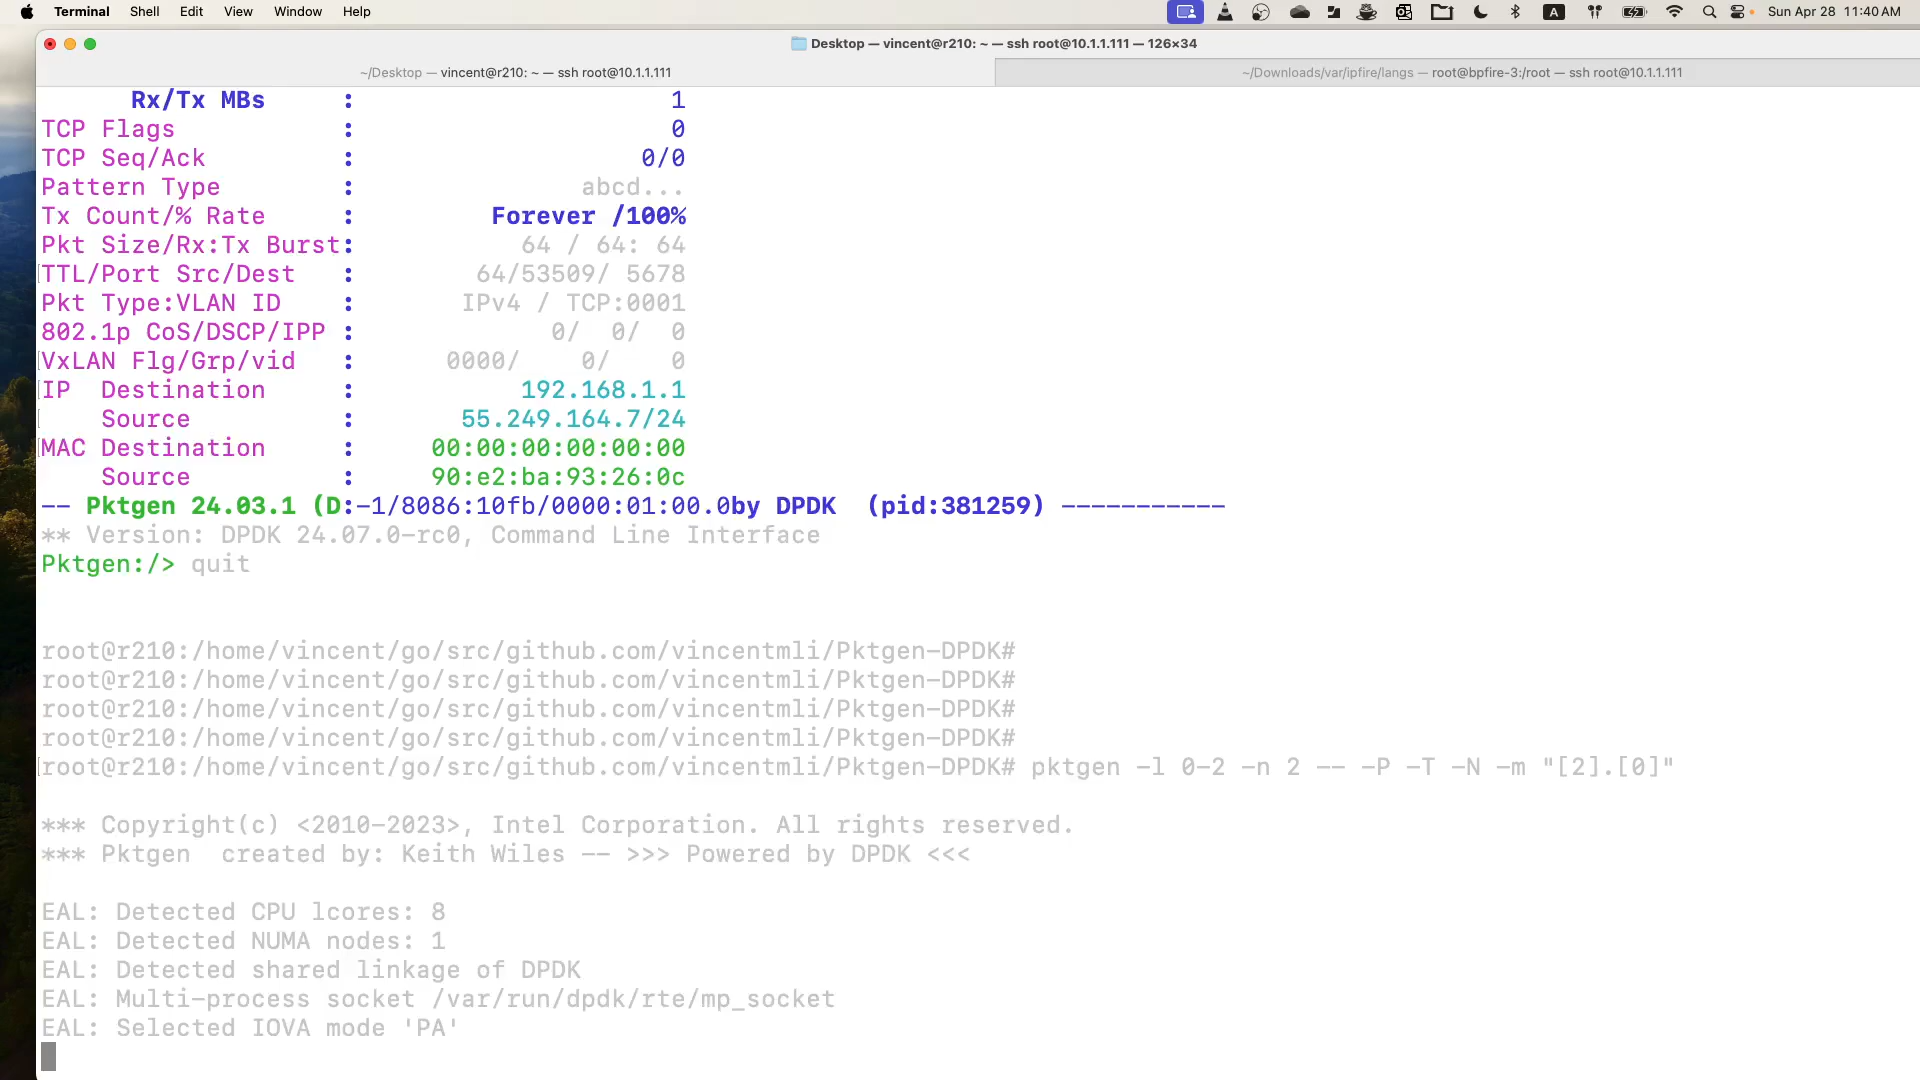 Terminal Shell Edit View Window Help A Sun Apr 28 11:40 AM
Desktop — vincent@r210: ~ — ssh root@10.1.1.111 — 126×34
~/Desktop — vincent@r210: ~ — ssh root@10.1.1.111 ~/Downloads/var/ipfire/langs — root@bpfire-3:/root — ssh root@10.1.1.111
Rx/Tx MBs : 1
TCP Flags : 0
TCP Seq/Ack : 0/0
Pattern Type : abcd...
Tx Count/% Rate : Forever /100%
Pkt Size/Rx:Tx Burst: 64 / 64: 64
TTL/Port Src/Dest : 64/53509/ 5678
Pkt Type:VLAN ID : IPv4 / TCP:0001
802.1p CoS/DSCP/IPP : 0/ 0/ 0
VxLAN Flg/Grp/vid : 0000/ 0/ 0
IP Destination : 192.168.1.1
Source : 55.249.164.7/24
MAC Destination : 00:00:00:00:00:00
Source : 90:e2:ba:93:26:0c
-- Pktgen 24.03.1 (D:-1/8086:10fb/0000:01:00.0by DPDK (pid:381259) -----------
** Version: DPDK 24.07.0-rc0, Command Line Interface
Pktgen:/> quit
root@r210:/home/vincent/go/src/github.com/vincentmli/Pktgen-DPDK#
root@r210:/home/vincent/go/src/github.com/vincentmli/Pktgen-DPDK#
root@r210:/home/vincent/go/src/github.com/vincentmli/Pktgen-DPDK#
root@r210:/home/vincent/go/src/github.com/vincentmli/Pktgen-DPDK#
root@r210:/home/vincent/go/src/github.com/vincentmli/Pktgen-DPDK# pktgen -l 0-2 -n 2 -- -P -T -N -m "[2].[0]"
*** Copyright(c) <2010-2023>, Intel Corporation. All rights reserved.
*** Pktgen created by: Keith Wiles -- >>> Powered by DPDK <<<
EAL: Detected CPU lcores: 8
EAL: Detected NUMA nodes: 1
EAL: Detected shared linkage of DPDK
EAL: Multi-process socket /var/run/dpdk/rte/mp_socket
EAL: Selected IOVA mode 'PA'